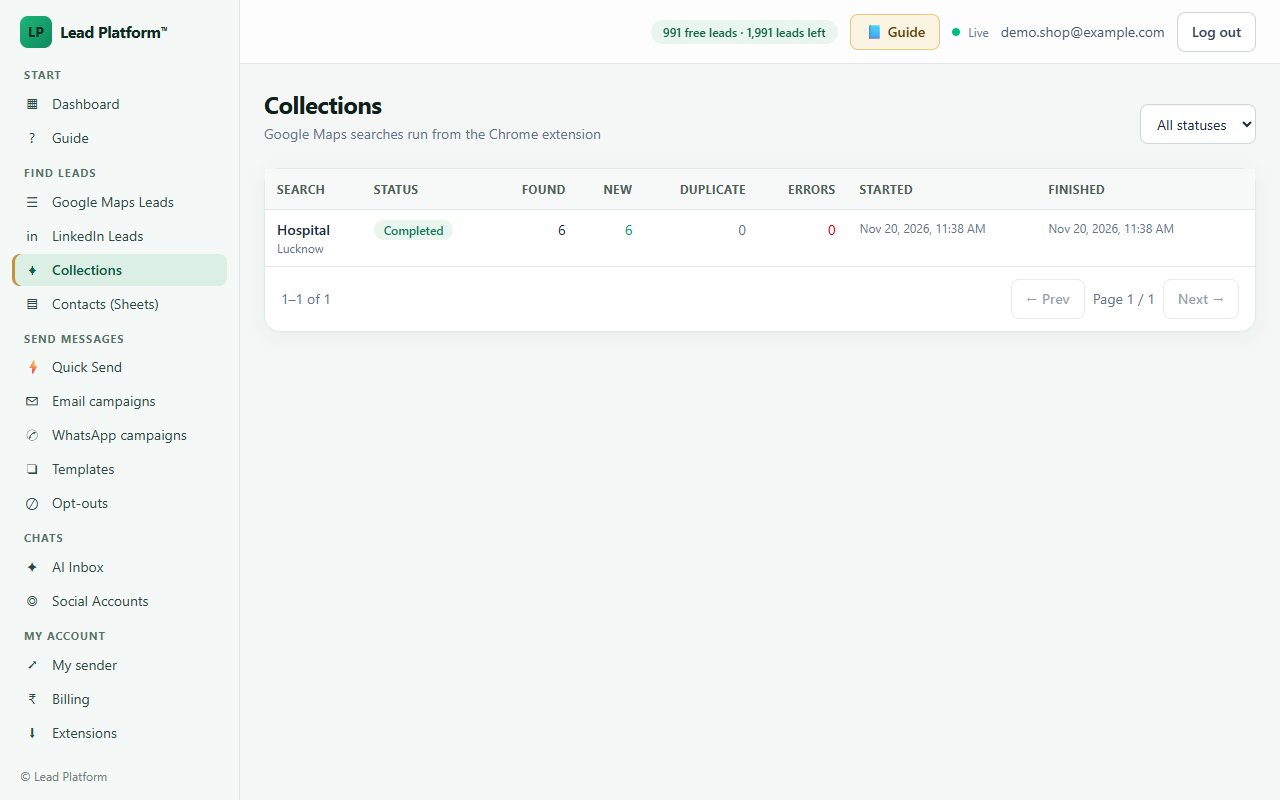 LP Lead Platform™
START
Dashboard
? Guide
FIND LEADS
Google Maps Leads
in LinkedIn Leads
Collections
Contacts (Sheets)
SEND MESSAGES
Quick Send
Email campaigns
WhatsApp campaigns
Templates
Opt-outs
CHATS
AI Inbox
Social Accounts
MY ACCOUNT
My sender
₹ Billing
Extensions
© Lead Platform
991 free leads · 1,991 leads left
Guide
Live
demo.shop@example.com
Log out
Collections
Google Maps searches run from the Chrome extension
All statuses
SEARCH STATUS FOUND NEW DUPLICATE ERRORS STARTED FINISHED
Hospital Completed 6 6 0 0 Nov 20, 2026, 11:38 AM Nov 20, 2026, 11:38 AM
Lucknow
1–1 of 1 ← Prev Page 1 / 1 Next →